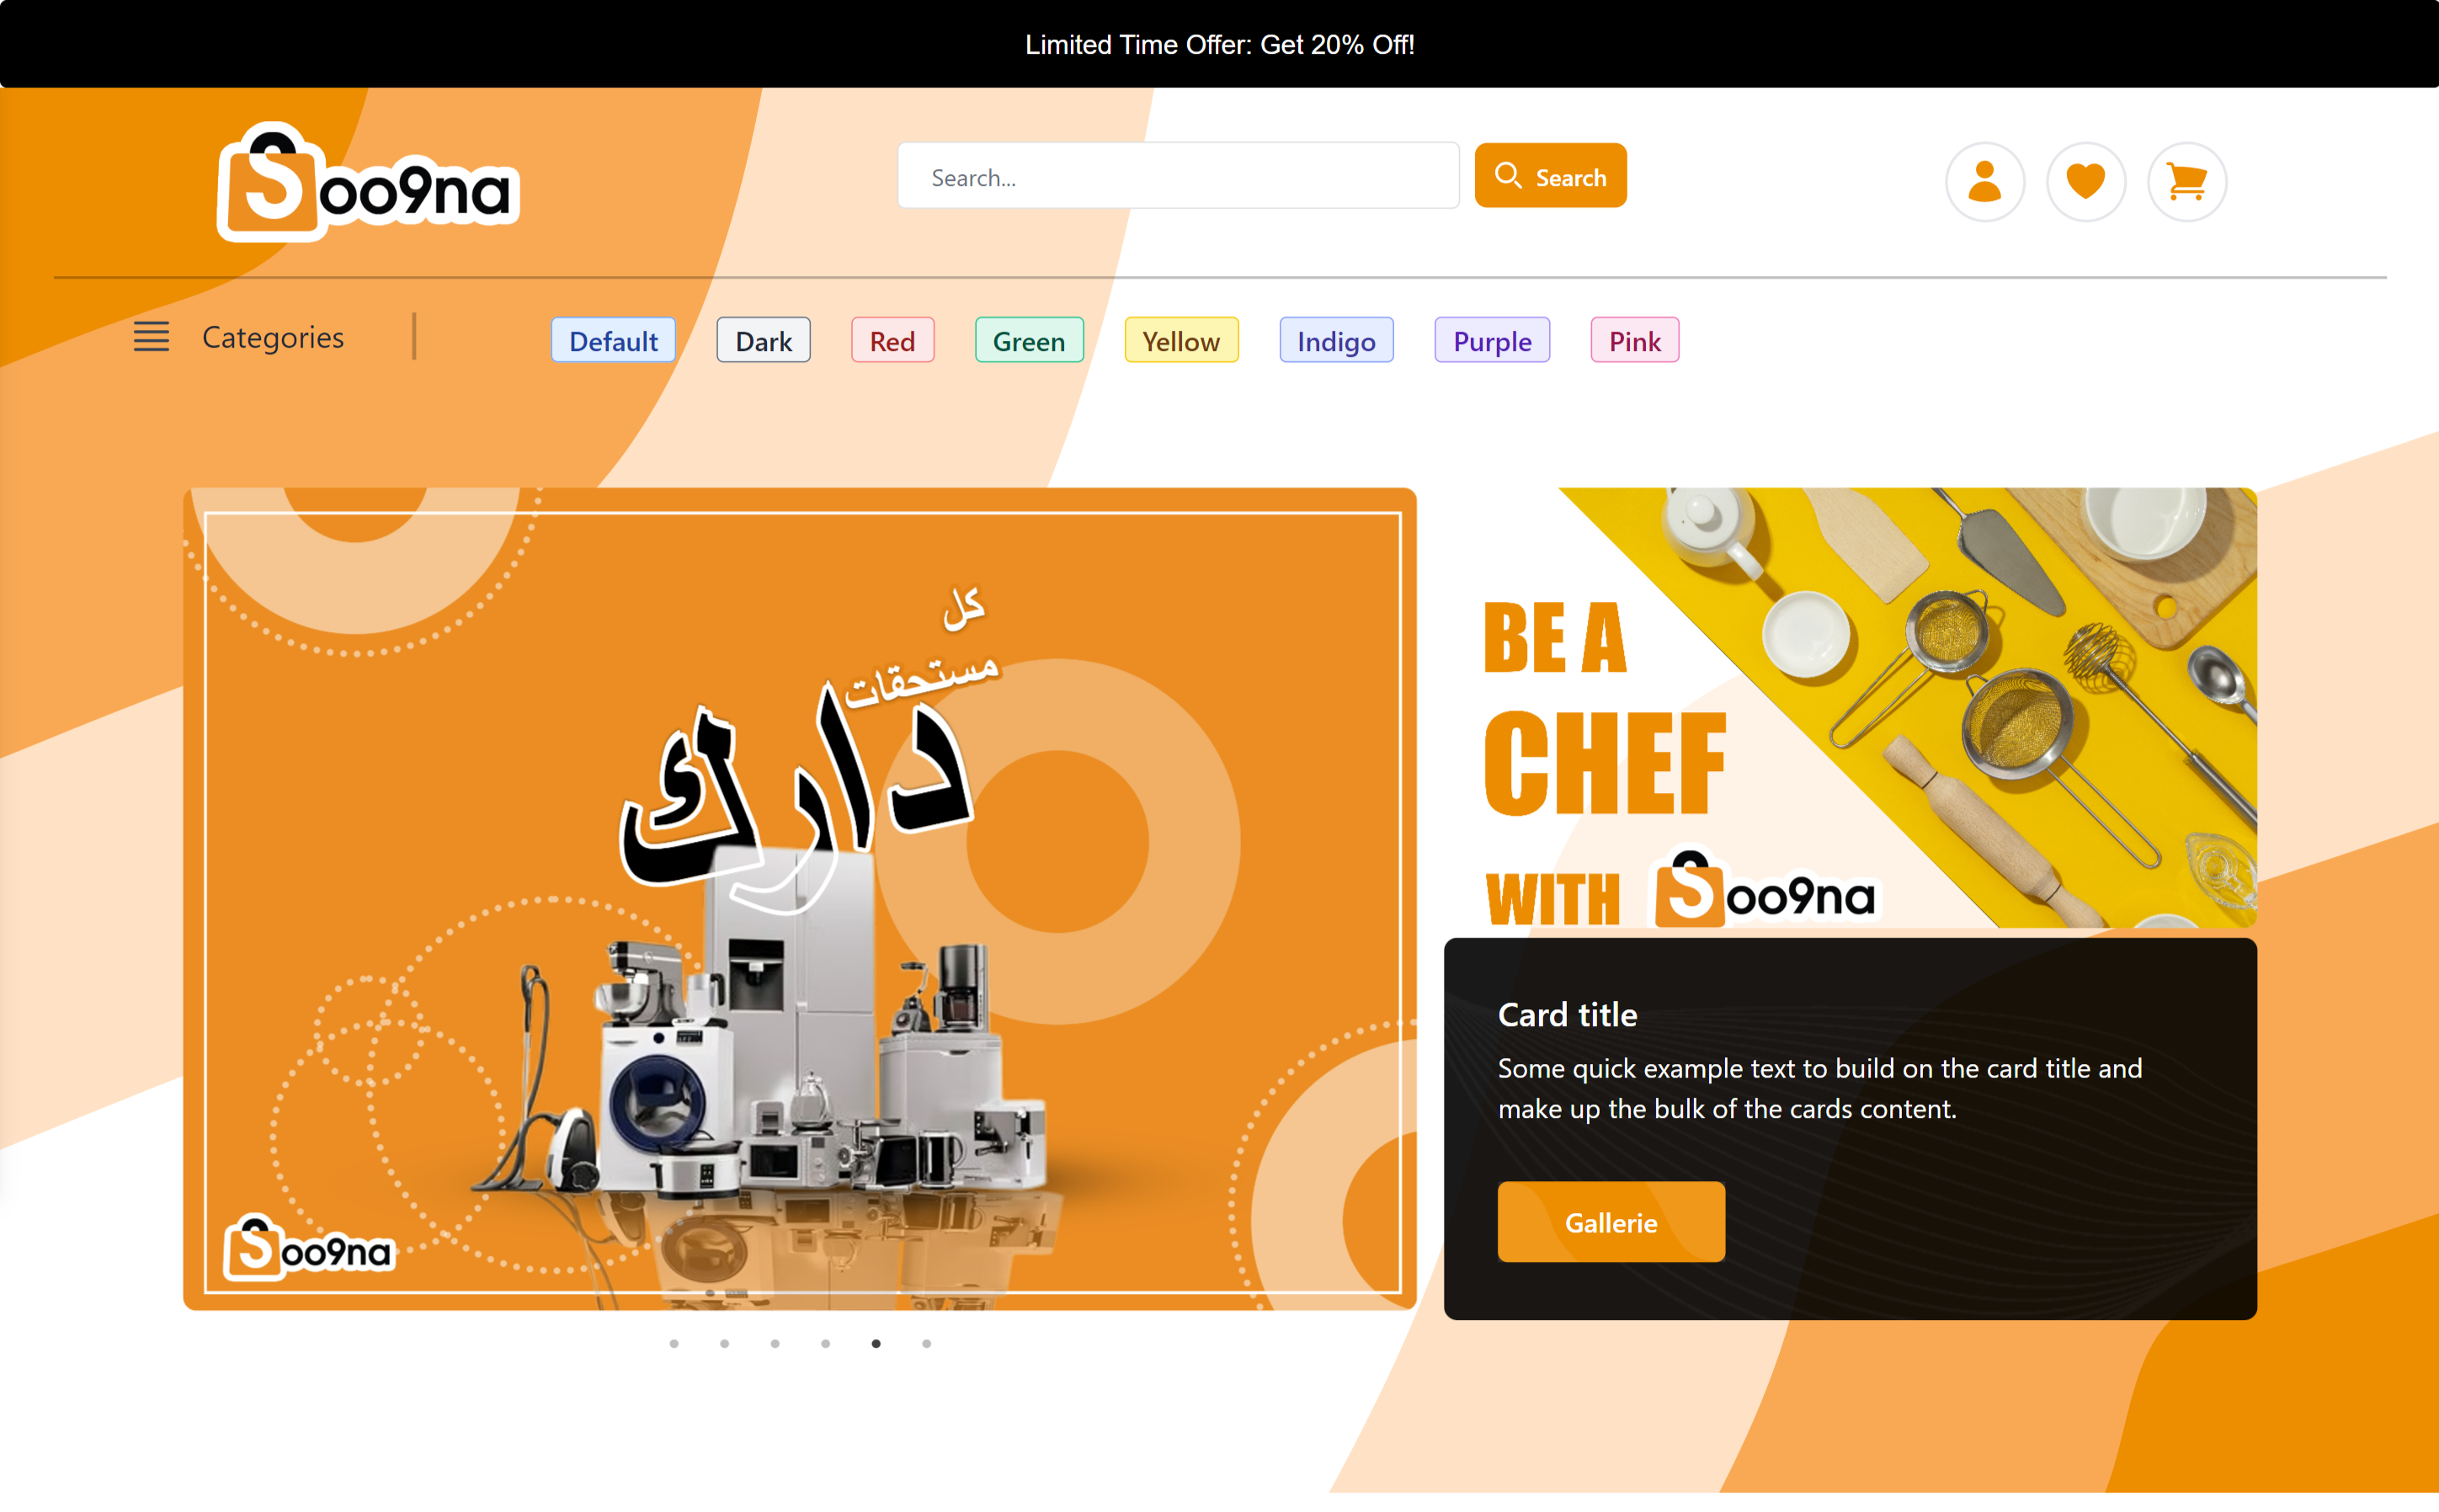 Limited Time Offer: Get 20% Off!
Soo9na
Search...
Search
Categories
Default
Dark
Red
Green
Yellow
Indigo
Purple
Pink
كل
مستحقات
دارك
Soo9na
BE A
CHEF
WITH Soo9na
Card title
Some quick example text to build on the card title and
make up the bulk of the cards content.
Gallerie